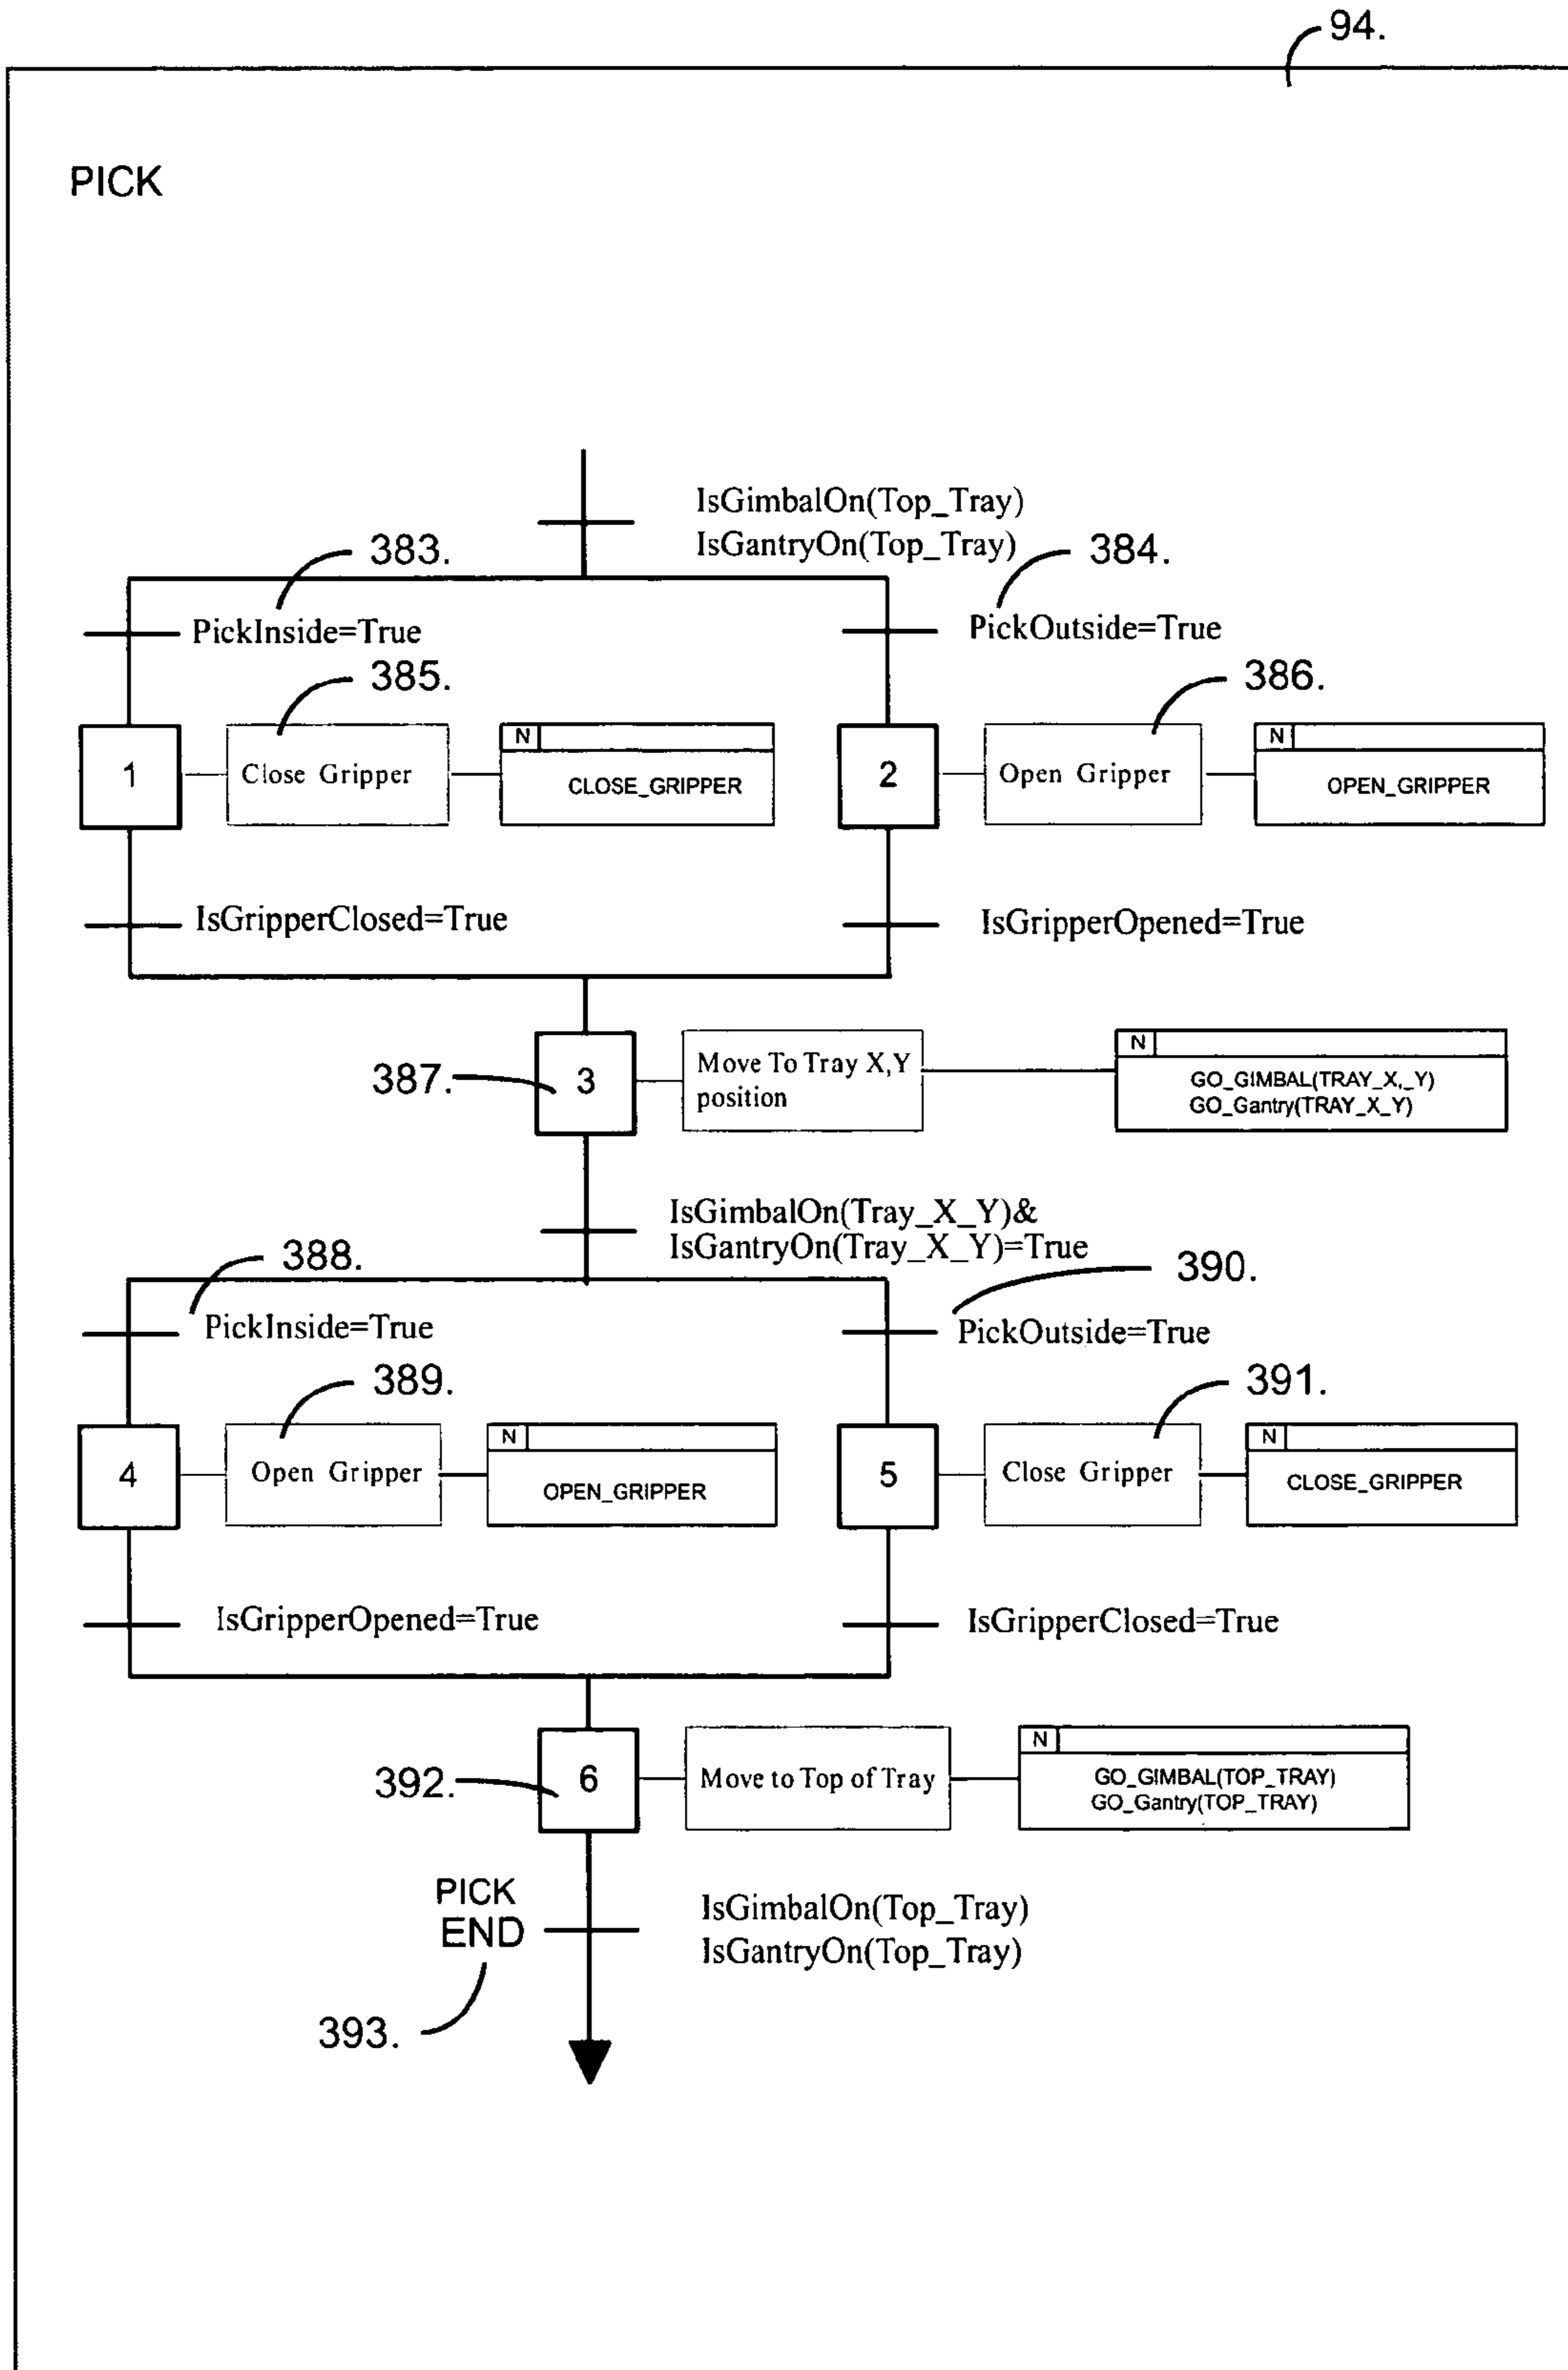 94.
PICK
IsGimbalOn(Top_Tray)
IsGantryOn(Top_Tray)
383.
384.
PickInside=True
PickOutside=True
385.
386.
1
Close Gripper
N
CLOSE_GRIPPER
2
Open Gripper
N
OPEN_GRIPPER
IsGripperClosed=True
IsGripperOpened=True
387.
3
Move To Tray X,Y
position
N
GO_GIMBAL(TRAY_X,_Y)
GO_Gantry(TRAY_X_Y)
IsGimbalOn(Tray_X_Y)&
IsGantryOn(Tray_X_Y)=True
388.
390.
PickInside=True
PickOutside=True
389.
391.
4
Open Gripper
N
OPEN_GRIPPER
5
Close Gripper
N
CLOSE_GRIPPER
IsGripperOpened=True
IsGripperClosed=True
392.
6
Move to Top of Tray
N
GO_GIMBAL(TOP_TRAY)
GO_Gantry(TOP_TRAY)
PICK
END
IsGimbalOn(Top_Tray)
IsGantryOn(Top_Tray)
393.